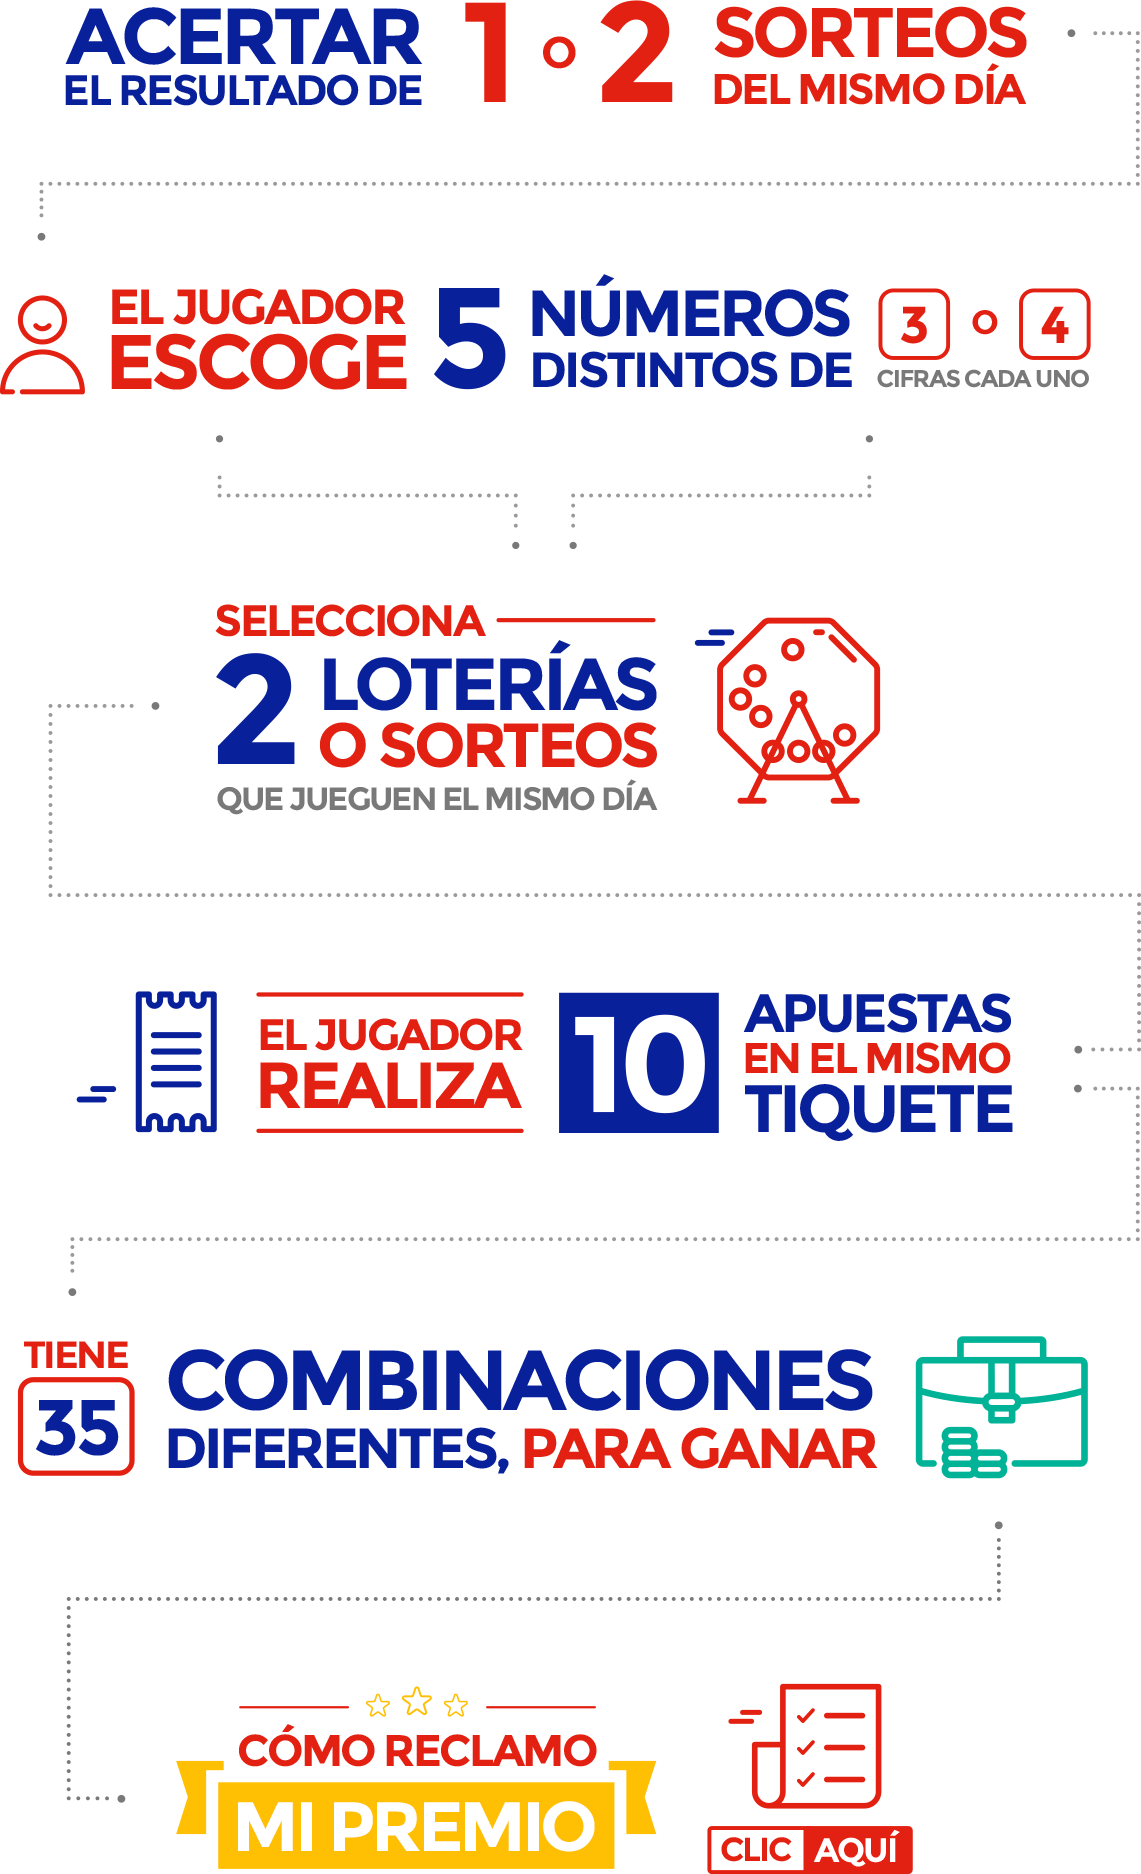 ACERTAR
EL RESULTADO DE
1 O 2
SORTEOS
DEL MISMO DÍA
EL JUGADOR
ESCOGE
5
NÚMEROS
DISTINTOS DE
3 O 4
CIFRAS CADA UNO
SELECCIONA
2
LOTERÍAS
O SORTEOS
QUE JUEGUEN EL MISMO DÍA
EL JUGADOR
REALIZA
10
APUESTAS
EN EL MISMO
TIQUETE
TIENE
35
COMBINACIONES
DIFERENTES, PARA GANAR
CÓMO RECLAMO
MI PREMIO
CLIC AQUÍ